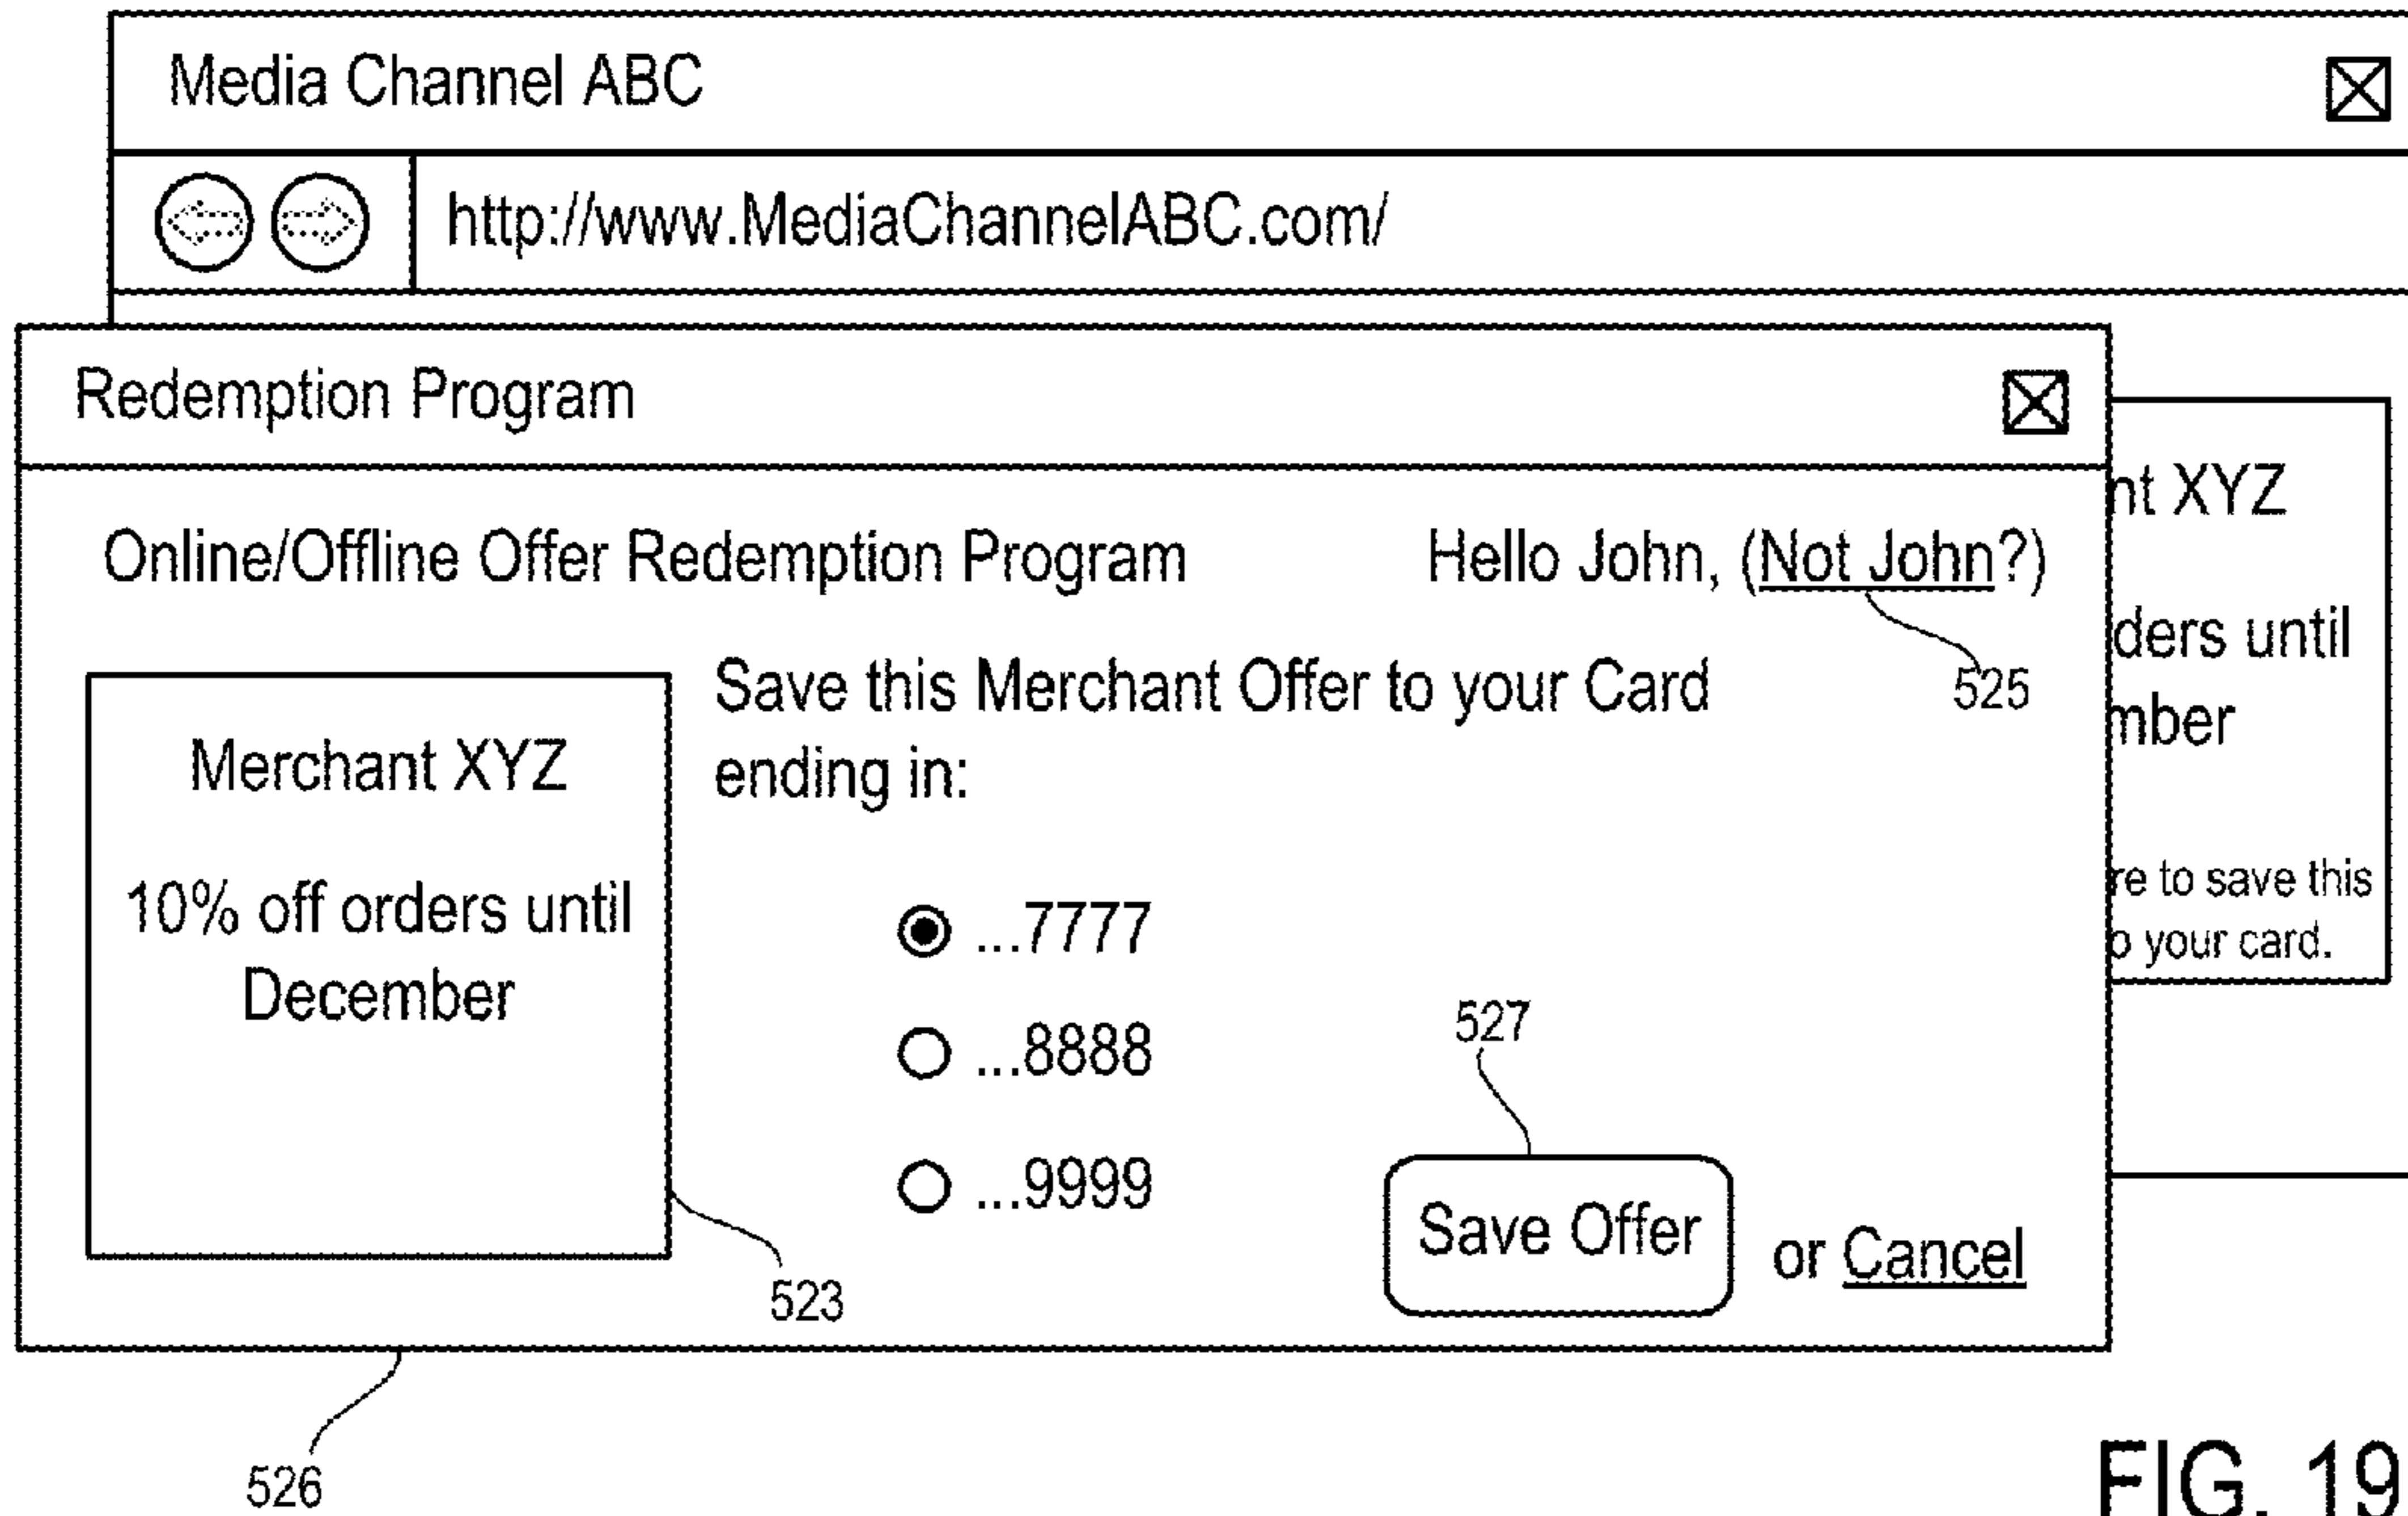 Media Channel ABC
http://www.MediaChannelABC.com/
Redemption Program
Online/Offline Offer Redemption Program
Hello John, (Not John?)
525
Save this Merchant Offer to your Card
ending in:
Merchant XYZ
10% off orders until
December
523
...7777
...8888
...9999
527
Save Offer
or Cancel
nt XYZ
ders until
mber
re to save this
o your card.
526
FIG. 19